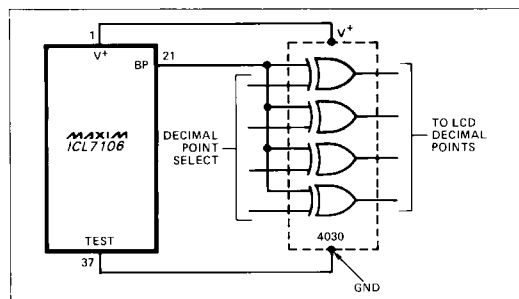 1
V+
V+
21
BP
MAXIM
ICL7106
DECIMAL
POINT
SELECT
TO LCD
DECIMAL
POINTS
TEST
4030
37
GND